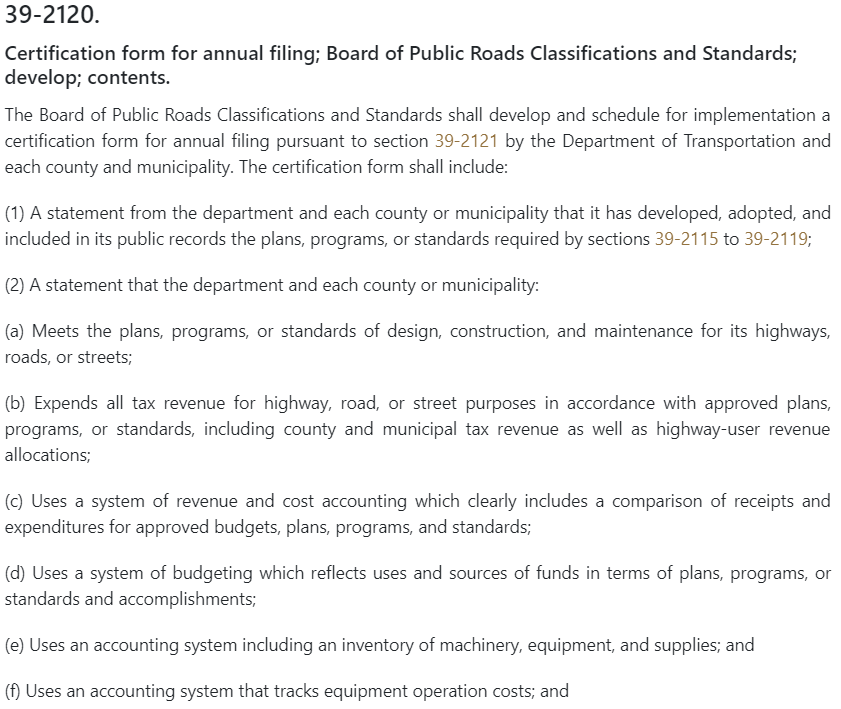 39-2120.
Certification form for annual filing; Board of Public Roads Classifications and Standards;
develop; contents.
The Board of Public Roads Classifications and Standards shall develop and schedule for implementation a
certification form for annual filing pursuant to section 39-2121 by the Department of Transportation and
each county and municipality. The certification form shall include:
(1) A statement from the department and each county or municipality that it has developed, adopted, and
included in its public records the plans, programs, or standards required by sections 39-2115 to 39-2119;
(2) A statement that the department and each county or municipality:
(a) Meets the plans, programs, or standards of design, construction, and maintenance for its highways,
roads, or streets;
(b) Expends all tax revenue for highway, road, or street purposes in accordance with approved plans,
programs, or standards, including county and municipal tax revenue as well as highway-user revenue
allocations;
(c) Uses a system of revenue and cost accounting which clearly includes a comparison of receipts and
expenditures for approved budgets, plans, programs, and standards;
(d) Uses a system of budgeting which reflects uses and sources of funds in terms of plans, programs, or
standards and accomplishments;
(e) Uses an accounting system including an inventory of machinery, equipment, and supplies; and
(f) Uses an accounting system that tracks equipment operation costs; and